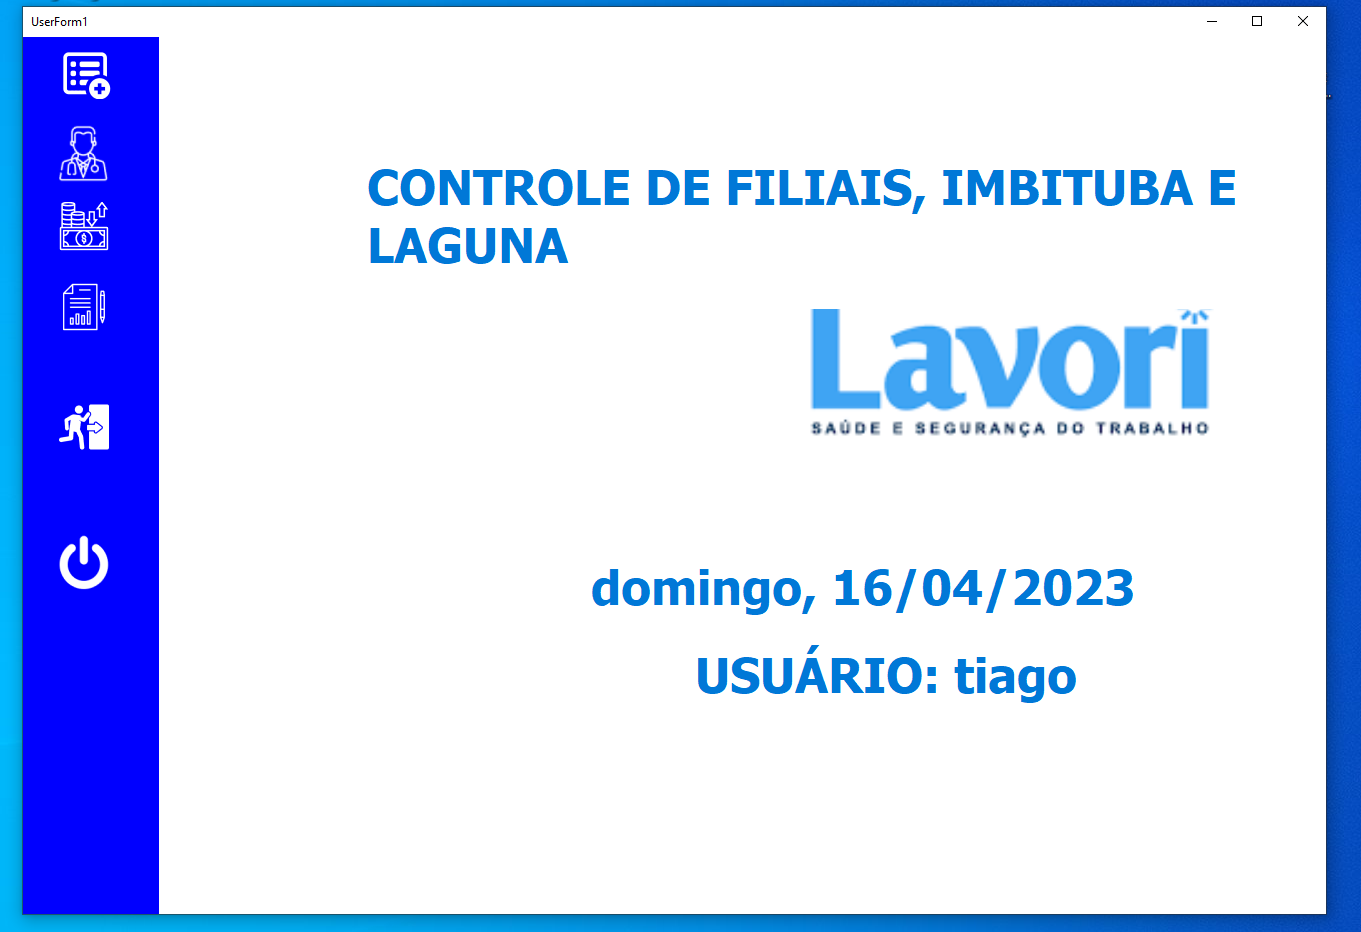 UserForm1
CONTROLE DE FILIAIS, IMBITUBA E
LAGUNA
Lavori
SAÚDE E SEGURANÇA DO TRABALHO
domingo, 16/04/2023
USUÁRIO: tiago